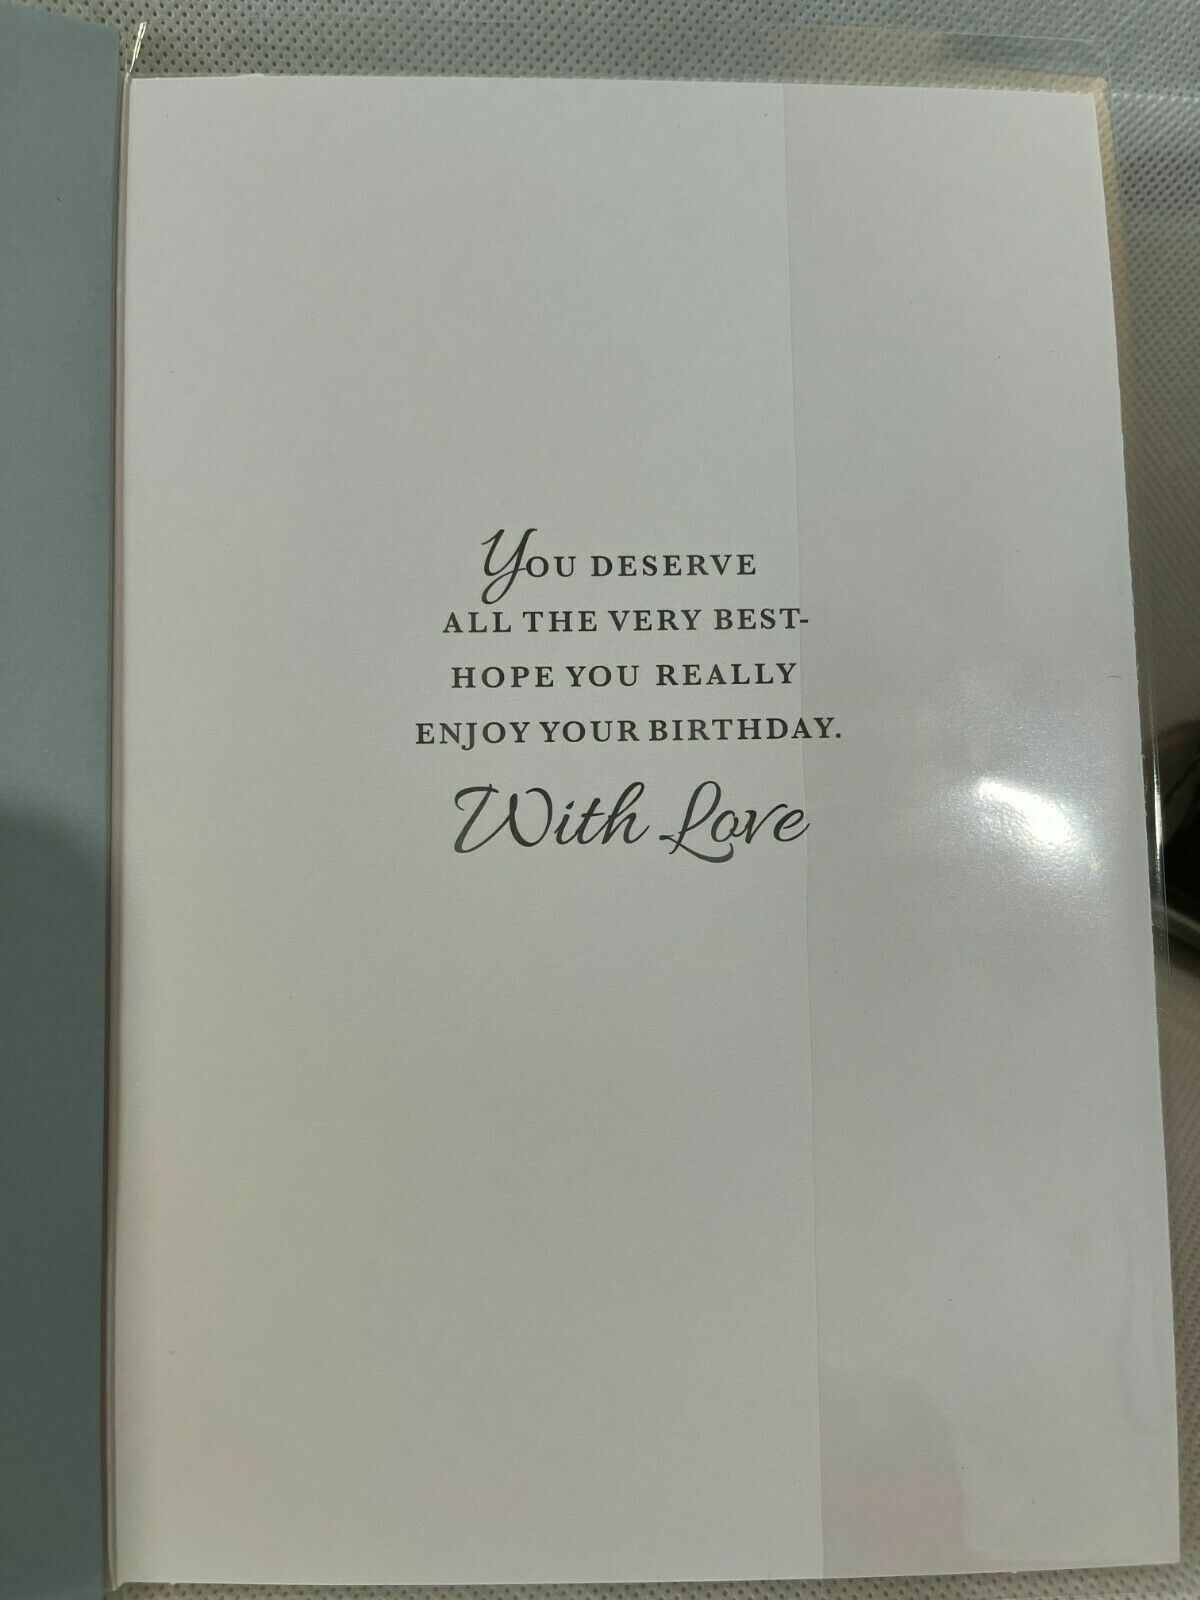 You DESERVE
ALL THE VERY BEST-
HOPE YOU REALLY
ENJOY YOUR BIRTHDAY.
With Love